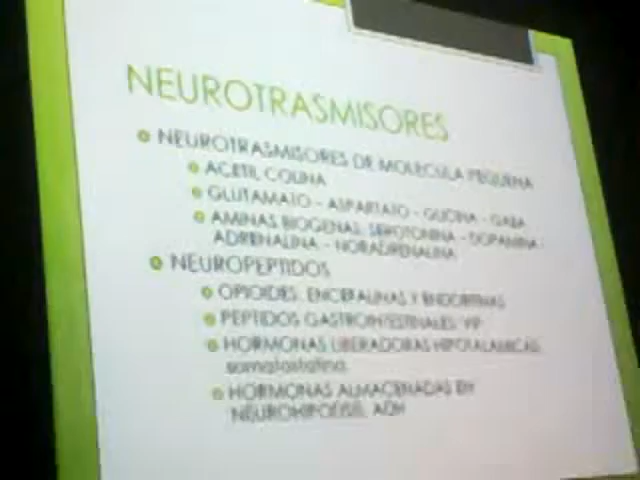 NEUROTRASMISORES
NEUROTRASMISORES DE MOLECULA PEQUENA
ACETIL COLINA
GLUTAMATO - ASPARTATO - GLICINA - GABA
AMINAS BIOGENAS: SEROTONINA - DOPAMINA -
ADRENALINA - NORADRENALINA
NEUROPEPTIDOS
OPIOIDES: ENCEFALINAS Y ENDORFINAS
PEPTIDOS GASTROINTESTINALES: VIP
HORMONAS LIBERADORAS HIPOTALAMICAS:
somatostatina
HORMONAS ALMACENADAS EN
NEUROHIPOFISIS: ADH